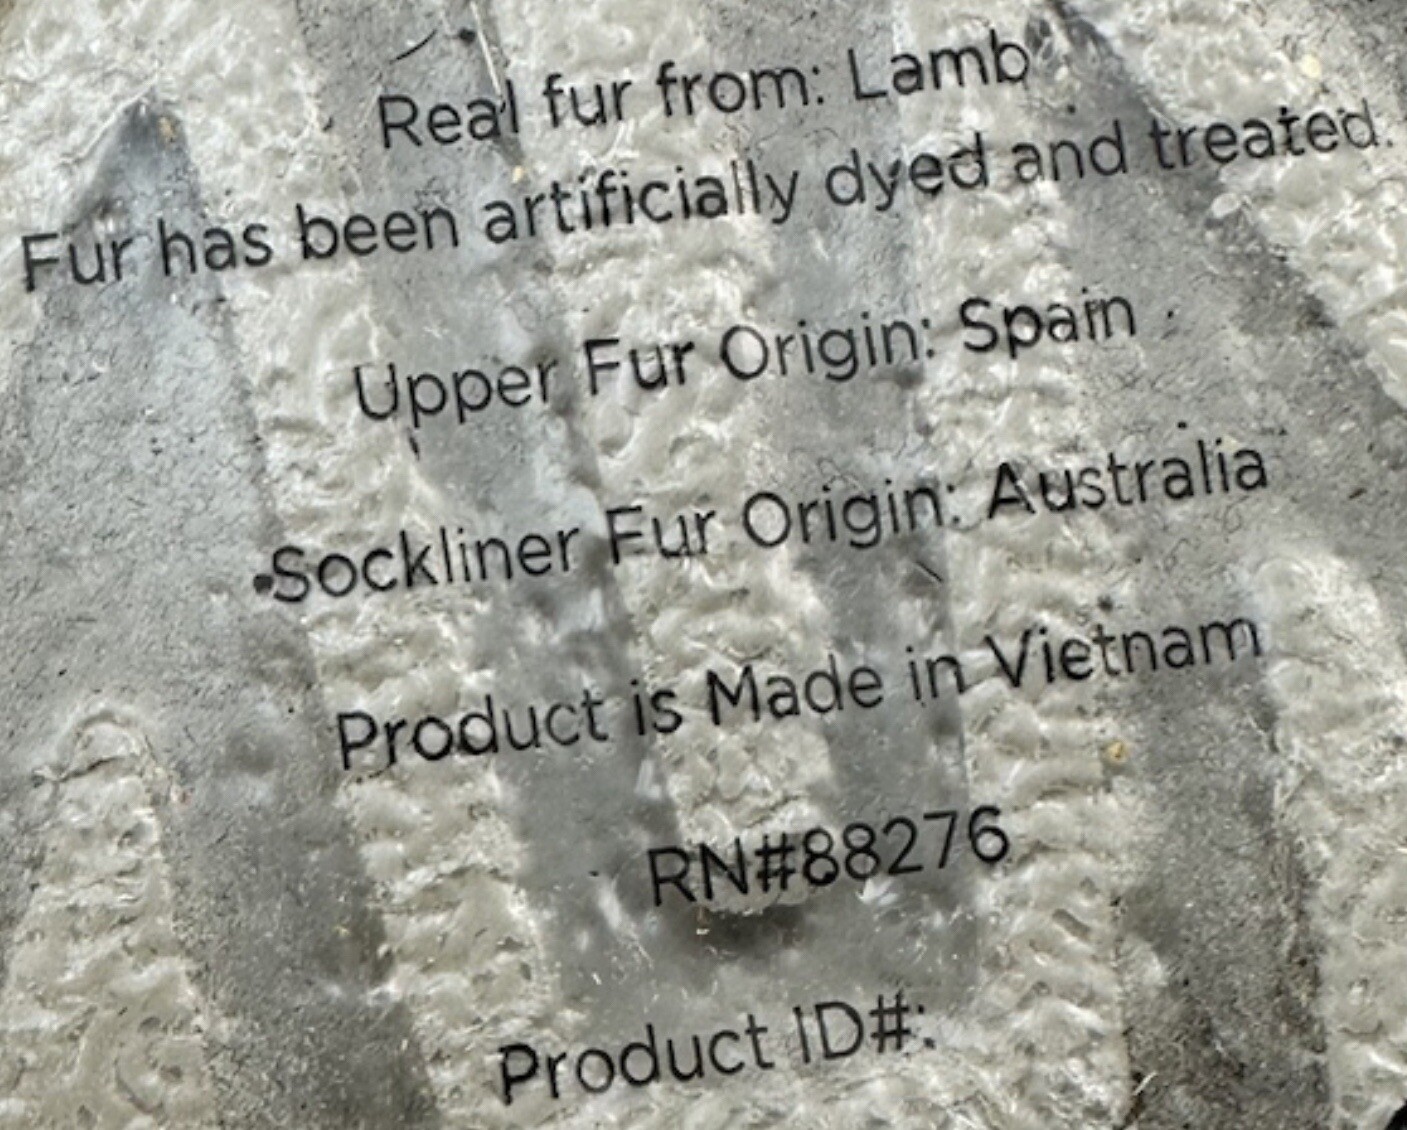 Real fur from: Lamb
Fur has been artificially dyed and treated.
Upper Fur Origin: Spain
Sockliner Fur Origin: Australia
Product is Made in Vietnam
RN#88276
Product ID#: